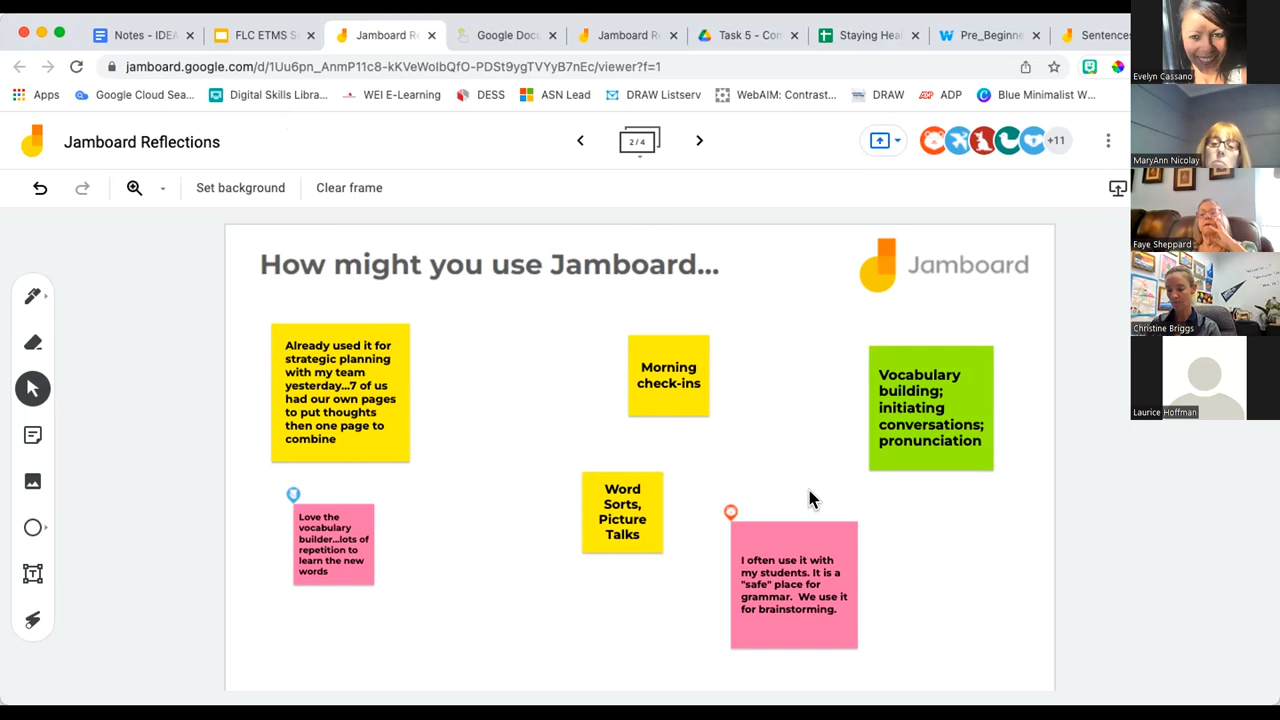 Notes - IDEA
FLC ETMS S
Jamboard R
Google Doc
Jamboard R
Task 5 - Con
Staying Hea
Pre_Beginne
Sentences
jamboard.google.com/d/1Uu6pn_AnmP11c8-kKVeWoIbQfO-PDSt9ygTVYyB7nEc/viewer?f=1
Apps
Google Cloud Sea...
Digital Skills Libra...
WEI E-Learning
DESS
ASN Lead
DRAW Listserv
WebAIM: Contrast...
DRAW
ADP
Blue Minimalist W...
Jamboard Reflections
2/4
+11
Set background
Clear frame
How might you use Jamboard...
Jamboard
Already used it for
strategic planning
with my team
yesterday...7 of us
had our own pages
to put thoughts
then one page to
combine
Morning
check-ins
Vocabulary
building;
initiating
conversations;
pronunciation
Love the
vocabulary
builder...lots of
repetition to
learn the new
words
Word
Sorts,
Picture
Talks
I often use it with
my students. It is a
"safe" place for
grammar. We use it
for brainstorming.
Evelyn Cassano
MaryAnn Nicolay
Faye Sheppard
Christine Briggs
Laurice Hoffman